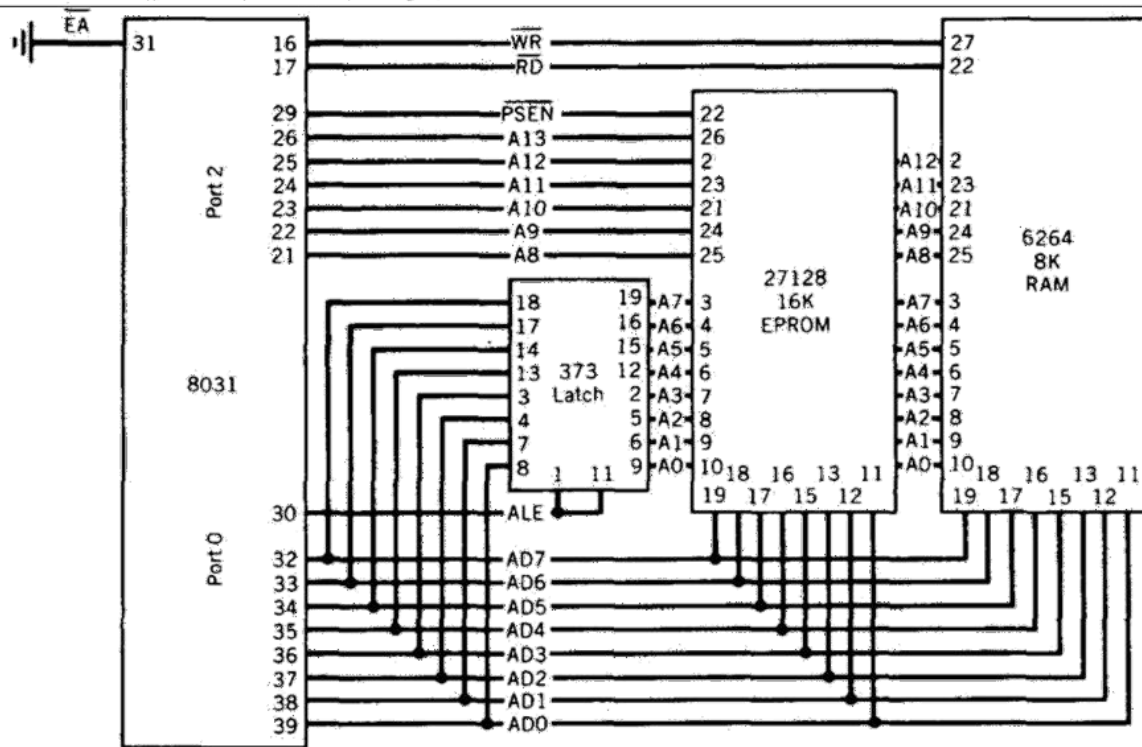 EA
31
16
WR
27
17
RD
22
29
PSEN
22
26
A13
26
25
A12
2
A12
2
24
A11
23
A11
23
23
A10
21
A10
21
22
A9
24
A9
24
21
A8
25
A8
25
Port 2
6264
8K
RAM
27128
16K
EPROM
18
19
A7
3
A7
3
17
16
A6
4
A6
4
14
15
A5
5
A5
5
13
12
A4
6
A4
6
3
2
A3
7
A3
7
4
5
A2
8
A2
8
7
6
A1
9
A1
9
8
9
A0
10
A0
10
373
Latch
8031
1
11
18
16
13
11
19
17
15
12
18
16
13
11
19
17
15
12
30
ALE
Port 0
32
AD7
33
AD6
34
AD5
35
AD4
36
AD3
37
AD2
38
AD1
39
AD0